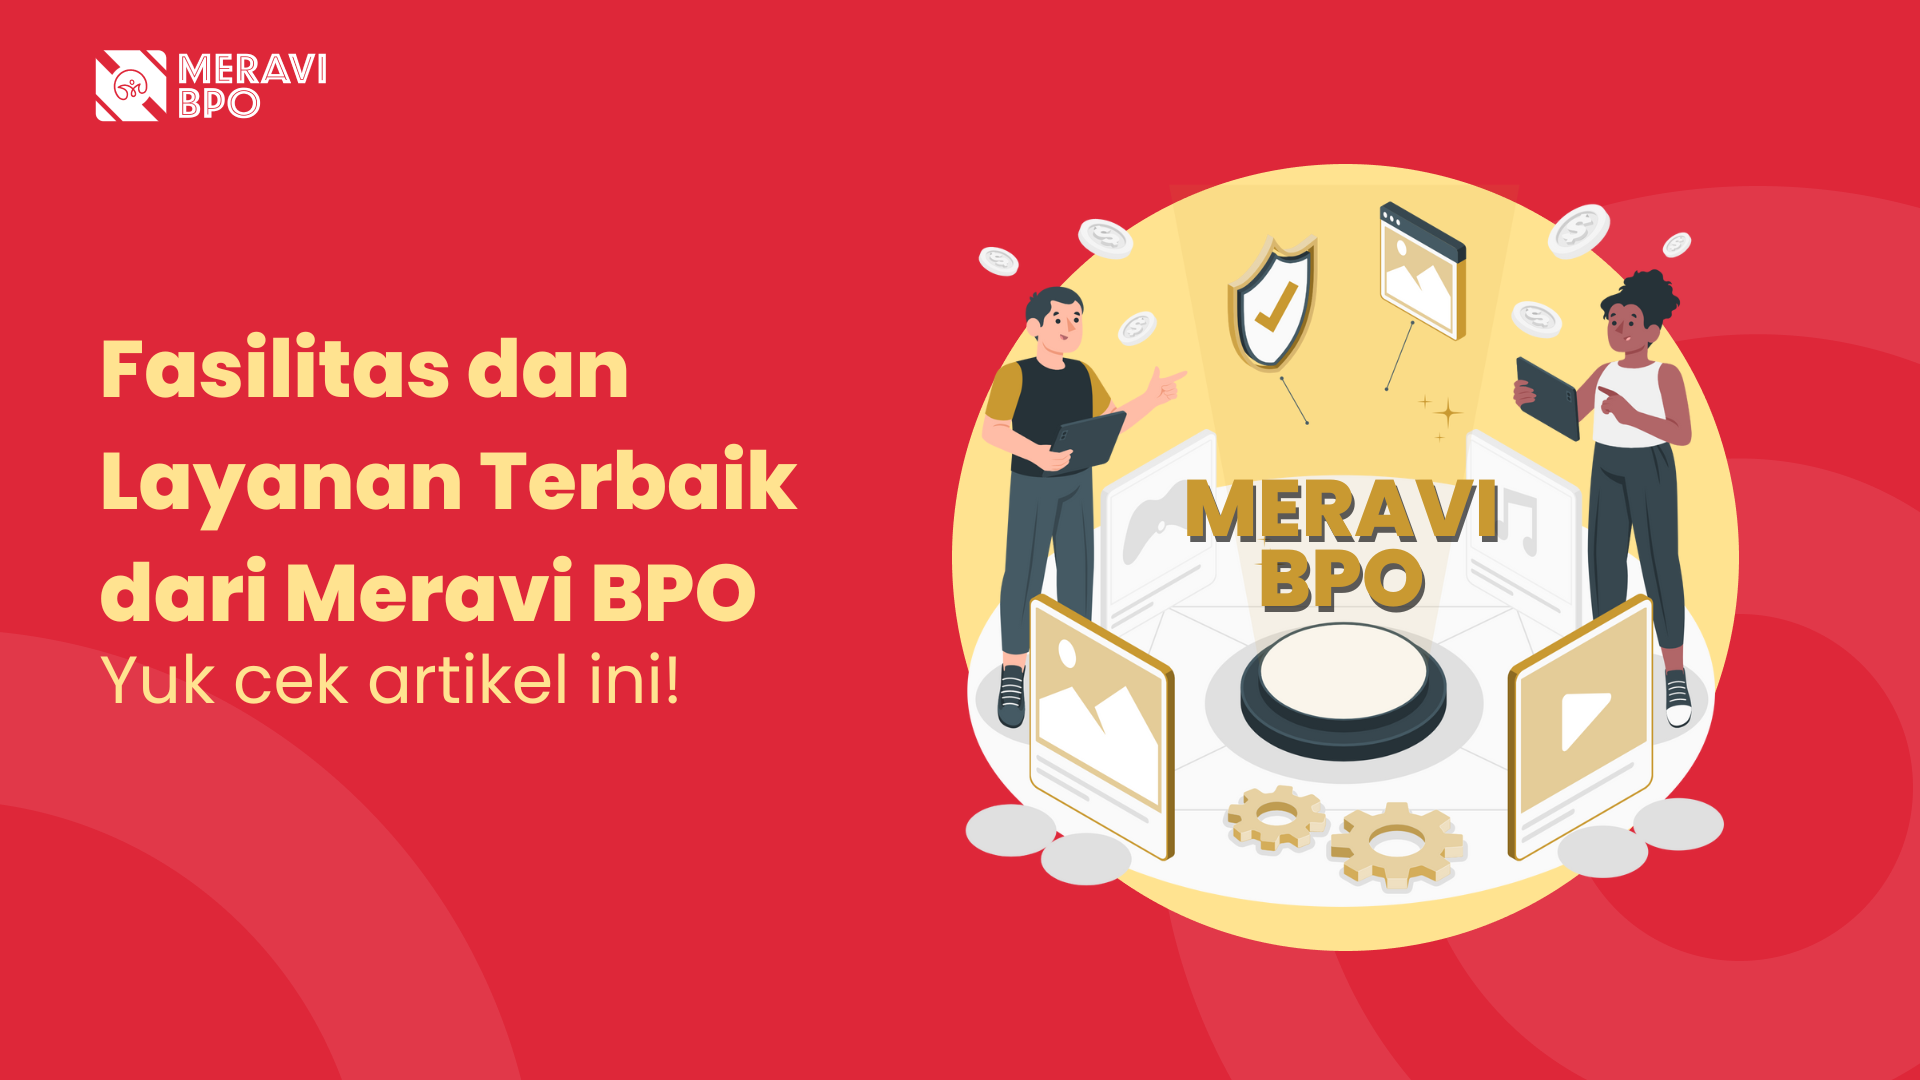 MERAVI
BPO
Fasilitas dan
Layanan Terbaik
dari Meravi BPO
Yuk cek artikel ini!
MERAVI
BPO